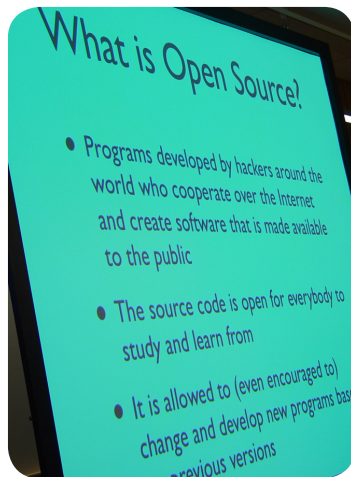 What is Open Source?
• Programs developed by hackers around the
world who cooperate over the Internet
and create software that is made available
to the public
• The source code is open for everybody to
study and learn from
• It is allowed to (even encouraged to)
change and develop new programs
previous versions